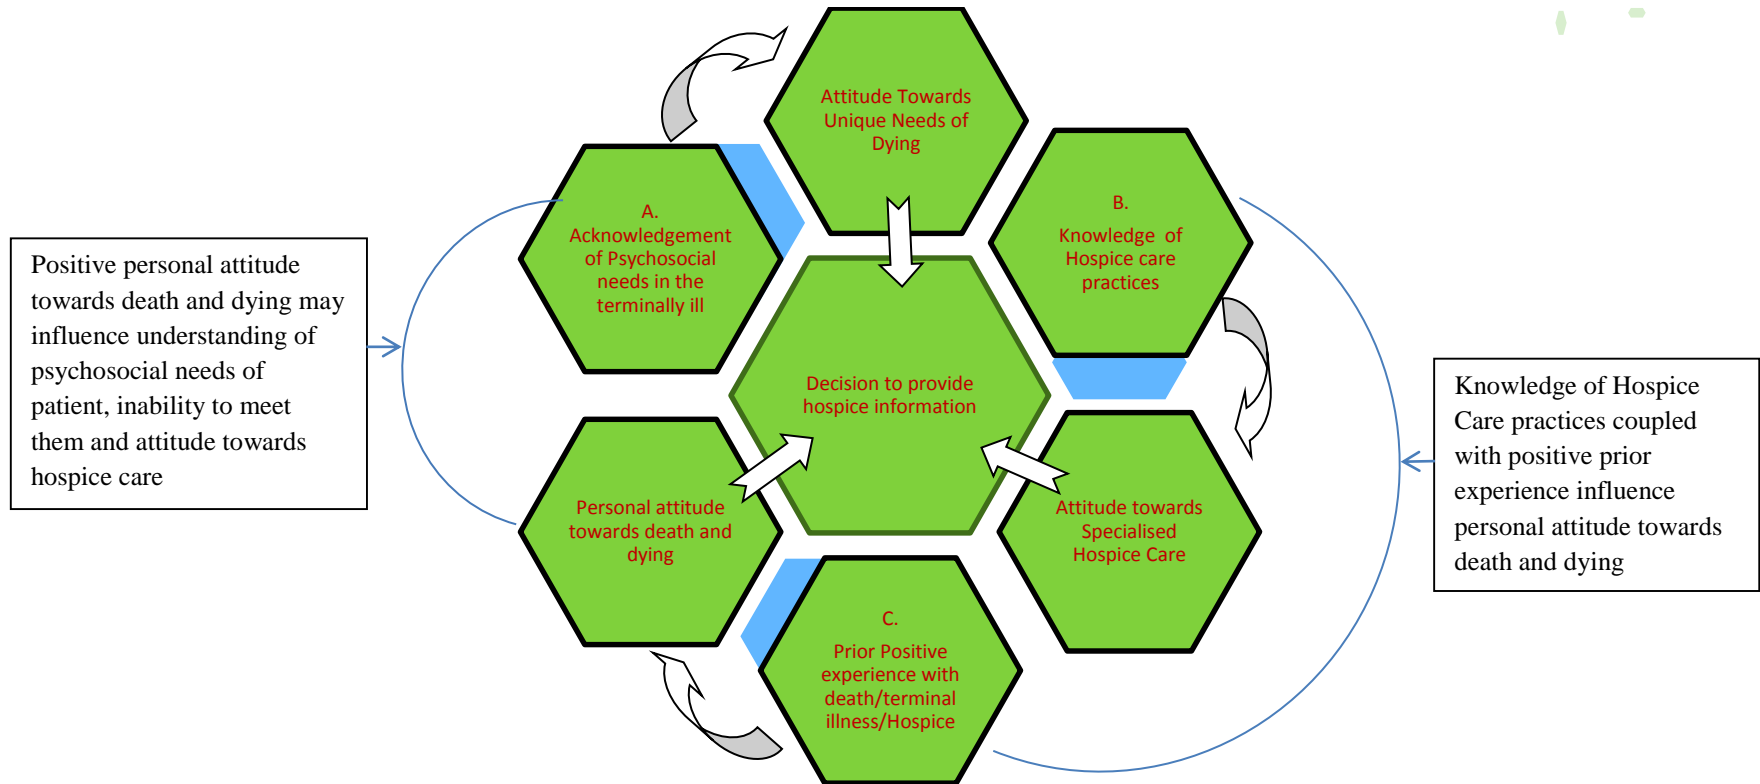 Attitude Towards
Unique Needs of
Dying
A.
Acknowledgement
of Psychosocial
needs in the
terminally ill
B.
Knowledge of
Hospice care
practices
Positive personal attitude
towards death and dying may
influence understanding of
psychosocial needs of
patient, inability to meet
them and attitude towards
hospice care
Decision to provide
hospice information
Knowledge of Hospice
Care practices coupled
with positive prior
experience influence
personal attitude towards
death and dying
Personal attitude
towards death and
dying
Attitude towards
Specialised
Hospice Care
C.
Prior Positive
experience with
death/terminal
illness/Hospice